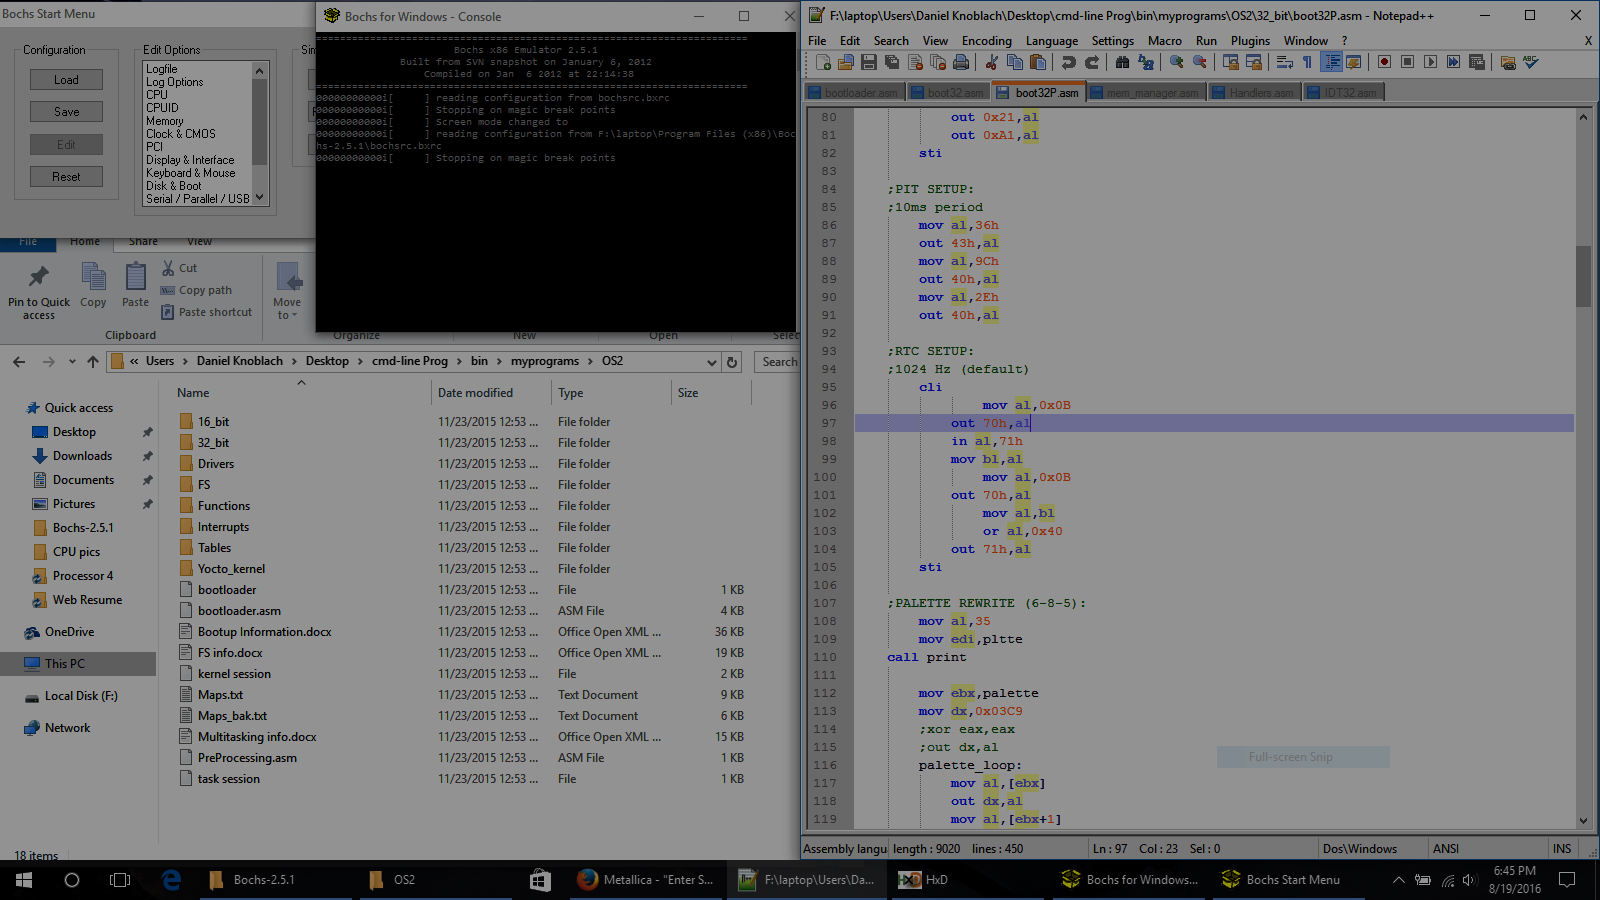 Bochs Start Menu
Configuration
Load
Save
Edit
Reset
Edit Options
Logfile
Log Options
CPU
CPUID
Memory
Clock & CMOS
PCI
Display & Interface
Keyboard & Mouse
Disk & Boot
Serial / Parallel / USB
Bochs for Windows - Console
========================================================================
Bochs x86 Emulator 2.5.1
Built from SVN snapshot on January 6, 2012
Compiled on Jan  6 2012 at 22:14:38
========================================================================
00000000000i[     ] reading configuration from bochsrc.bxrc
00000000000i[     ] Stopping on magic break points
00000000000i[     ] Screen mode changed to
00000000000i[     ] reading configuration from F:\laptop\Program Files (x86)\Boc
hs-2.5.1\bochsrc.bxrc
00000000000i[     ] Stopping on magic break points
File Home Share View
Pin to Quick access
Copy
Paste
Cut
Copy path
Paste shortcut
Move to
Clipboard Organize New Open Selec
« Users > Daniel Knoblach > Desktop > cmd-line Prog > bin > myprograms > OS2
Search
Name Date modified Type Size
Quick access
Desktop
Downloads
Documents
Pictures
Bochs-2.5.1
CPU pics
Processor 4
Web Resume
OneDrive
This PC
Local Disk (F:)
Network
16_bit 11/23/2015 12:53 ... File folder
32_bit 11/23/2015 12:53 ... File folder
Drivers 11/23/2015 12:53 ... File folder
FS 11/23/2015 12:53 ... File folder
Functions 11/23/2015 12:53 ... File folder
Interrupts 11/23/2015 12:53 ... File folder
Tables 11/23/2015 12:53 ... File folder
Yocto_kernel 11/23/2015 12:53 ... File folder
bootloader 11/23/2015 12:53 ... File 1 KB
bootloader.asm 11/23/2015 12:53 ... ASM File 4 KB
Bootup Information.docx 11/23/2015 12:53 ... Office Open XML ... 36 KB
FS info.docx 11/23/2015 12:53 ... Office Open XML ... 19 KB
kernel session 11/23/2015 12:53 ... File 2 KB
Maps.txt 11/23/2015 12:53 ... Text Document 9 KB
Maps_bak.txt 11/23/2015 12:53 ... Text Document 6 KB
Multitasking info.docx 11/23/2015 12:53 ... Office Open XML ... 15 KB
PreProcessing.asm 11/23/2015 12:53 ... ASM File 1 KB
task session 11/23/2015 12:53 ... File 1 KB
18 items
F:\laptop\Users\Daniel Knoblach\Desktop\cmd-line Prog\bin\myprograms\OS2\32_bit\boot32P.asm - Notepad++
File Edit Search View Encoding Language Settings Macro Run Plugins Window ? X
bootloader.asm boot32.asm boot32P.asm mem_manager.asm Handlers.asm IDT32.asm
80 out 0x21,al
81 out 0xA1,al
82 sti
83
84 ;PIT SETUP:
85 ;10ms period
86 mov al,36h
87 out 43h,al
88 mov al,9Ch
89 out 40h,al
90 mov al,2Eh
91 out 40h,al
92
93 ;RTC SETUP:
94 ;1024 Hz (default)
95 cli
96 mov al,0x0B
97 out 70h,al
98 in al,71h
99 mov bl,al
100 mov al,0x0B
101 out 70h,al
102 mov al,bl
103 or al,0x40
104 out 71h,al
105 sti
106
107 ;PALETTE REWRITE (6-8-5):
108 mov al,35
109 mov edi,pltte
110 call print
111
112 mov ebx,palette
113 mov dx,0x03C9
114 ;xor eax,eax
115 ;out dx,al
116 palette_loop:
117 mov al,[ebx]
118 out dx,al
119 mov al,[ebx+1]
Full-screen Snip
Assembly langu length : 9020 lines : 450 Ln : 97 Col : 23 Sel : 0 Dos\Windows ANSI INS
Bochs-2.5.1
OS2
Metallica - "Enter S...
F:\laptop\Users\Da...
HxD
Bochs for Windows...
Bochs Start Menu
6:45 PM
8/19/2016